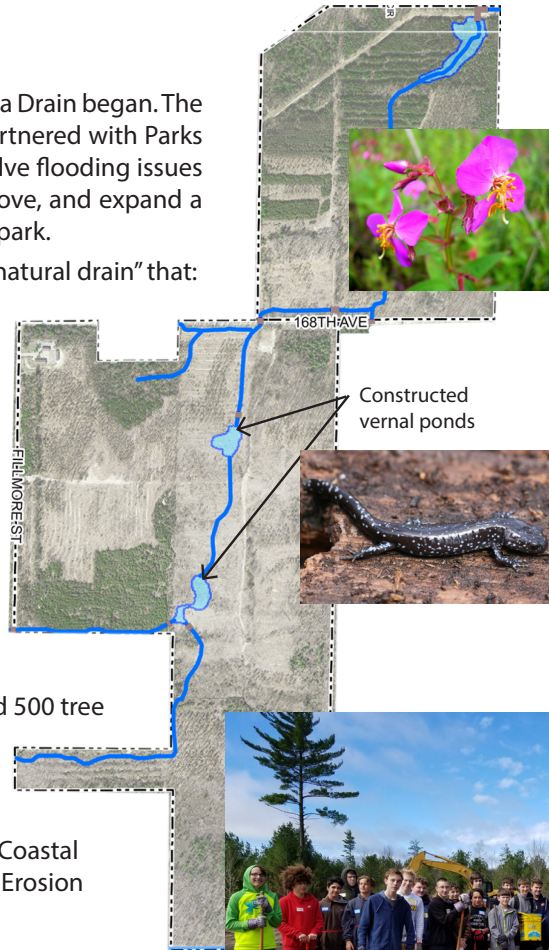 a Drain began. The
rtnered with Parks
lve flooding issues
ove, and expand a
park.
natural drain” that:
168TH AVE
Constructed
vernal ponds
FILLMORE ST
d 500 tree
Coastal
Erosion